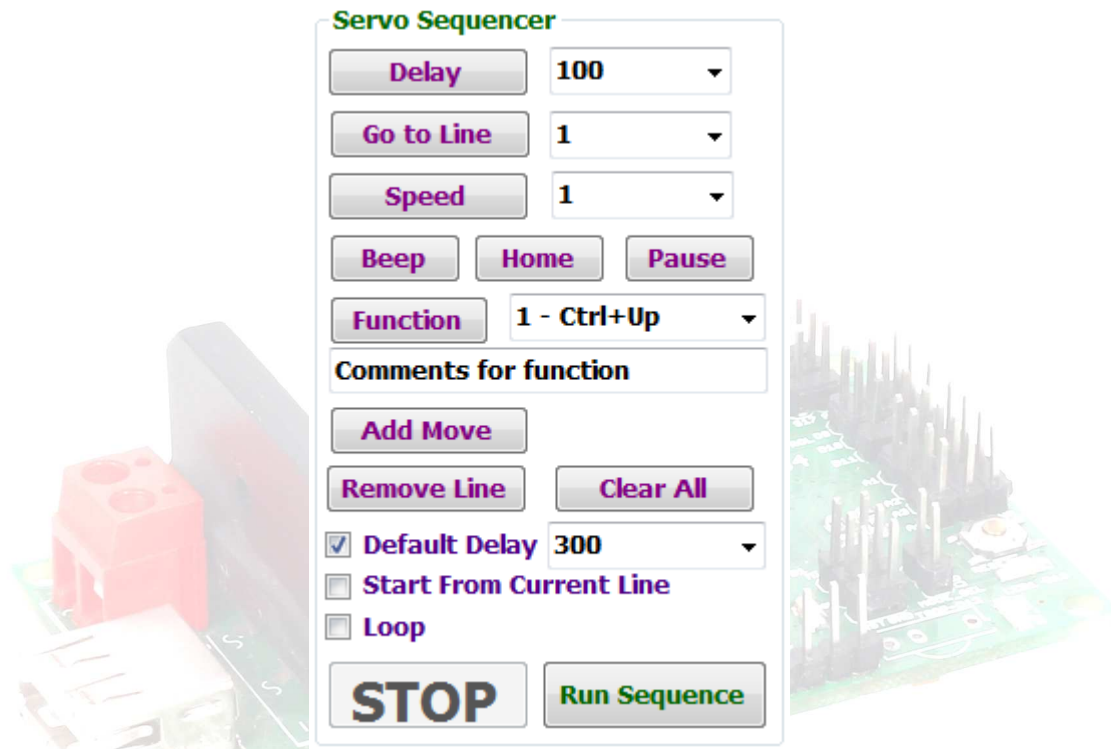 Servo Sequencer
Delay 100
Go to Line 1
Speed 1
Beep Home Pause
Function 1 - Ctrl+Up
Comments for function
Add Move
Remove Line Clear All
Default Delay 300
Start From Current Line
Loop
STOP Run Sequence